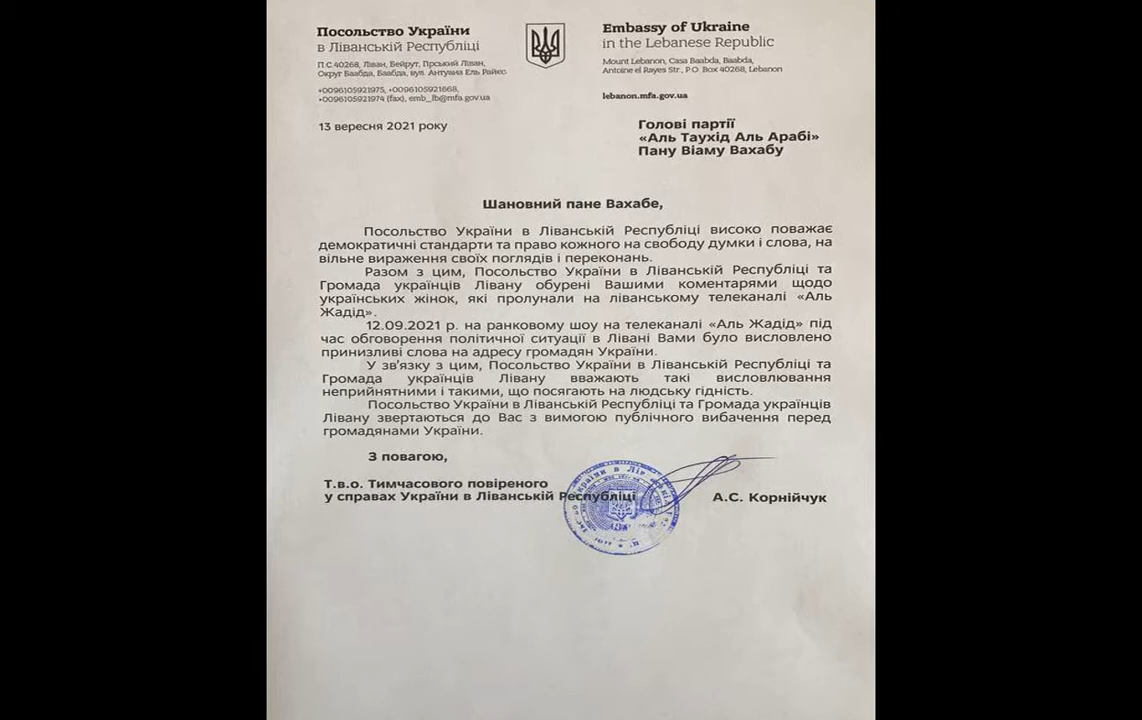 Посольство України
в Ліванській Республіці
П.С.40268, Ліван, Бейрут, Гірський Ліван,
Округ Баабда, Баабда, вул. Антуана Ель Райєс.
+0096105921975, +0096105921668,
+0096105921974 (fax), emb_lb@mfa.gov.ua
Embassy of Ukraine
in the Lebanese Republic
Mount Lebanon, Casa Baabda, Baabda,
Antoine el Rayes Str., P.O. Box 40268, Lebanon
lebanon.mfa.gov.ua
13 вересня 2021 року
Голові партії
«Аль Таухід Аль Арабі»
Пану Віаму Вахабу
Шановний пане Вахабе,
Посольство України в Ліванській Республіці високо поважає
демократичні стандарти та право кожного на свободу думки і слова, на
вільне вираження своїх поглядів і переконань.
Разом з цим, Посольство України в Ліванській Республіці та
Громада українців Лівану обурені Вашими коментарями щодо
українських жінок, які пролунали на ліванському телеканалі «Аль
Жадід».
12.09.2021 р. на ранковому шоу на телеканалі «Аль Жадід» під
час обговорення політичної ситуації в Лівані Вами було висловлено
принизливі слова на адресу громадян України.
У зв'язку з цим, Посольство України в Ліванській Республіці та
Громада українців Лівану вважають такі висловлювання
неприйнятними і такими, що посягають на людську гідність.
Посольство України в Ліванській Республіці та Громада українців
Лівану звертаються до Вас з вимогою публічного вибачення перед
громадянами України.
З повагою,
Т.в.о. Тимчасового повіреного
у справах України в Ліванській Республіці
А.С. Корнійчук